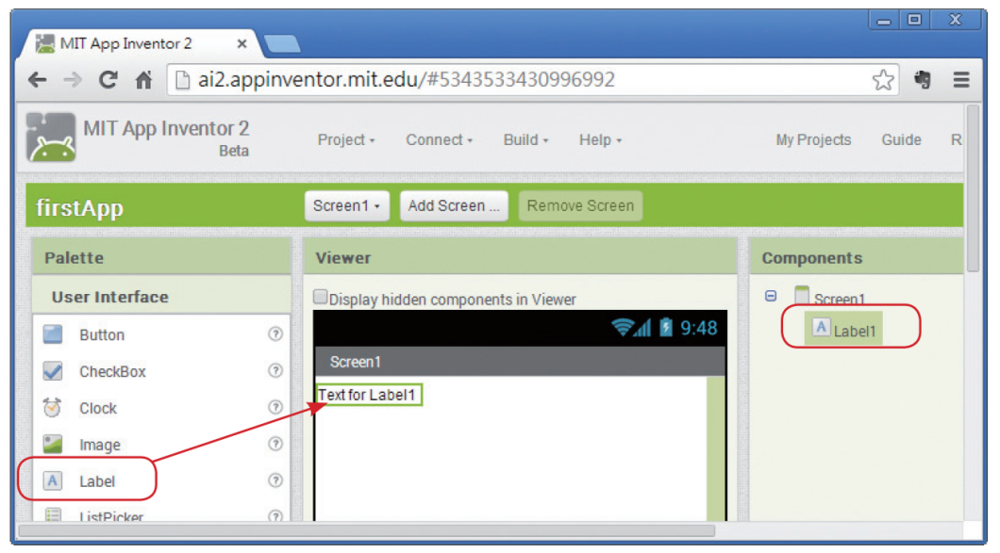 MIT App Inventor 2
ai2.appinventor.mit.edu/#5343533430996992
MIT App Inventor 2
Beta
Project
Connect
Build
Help
My Projects
Guide
R
firstApp
Screen1
Add Screen ...
Remove Screen
Palette
Viewer
Components
User Interface
Button
CheckBox
Clock
Image
Label
ListPicker
Display hidden components in Viewer
9:48
Screen1
Text for Label1
Screen1
Label1